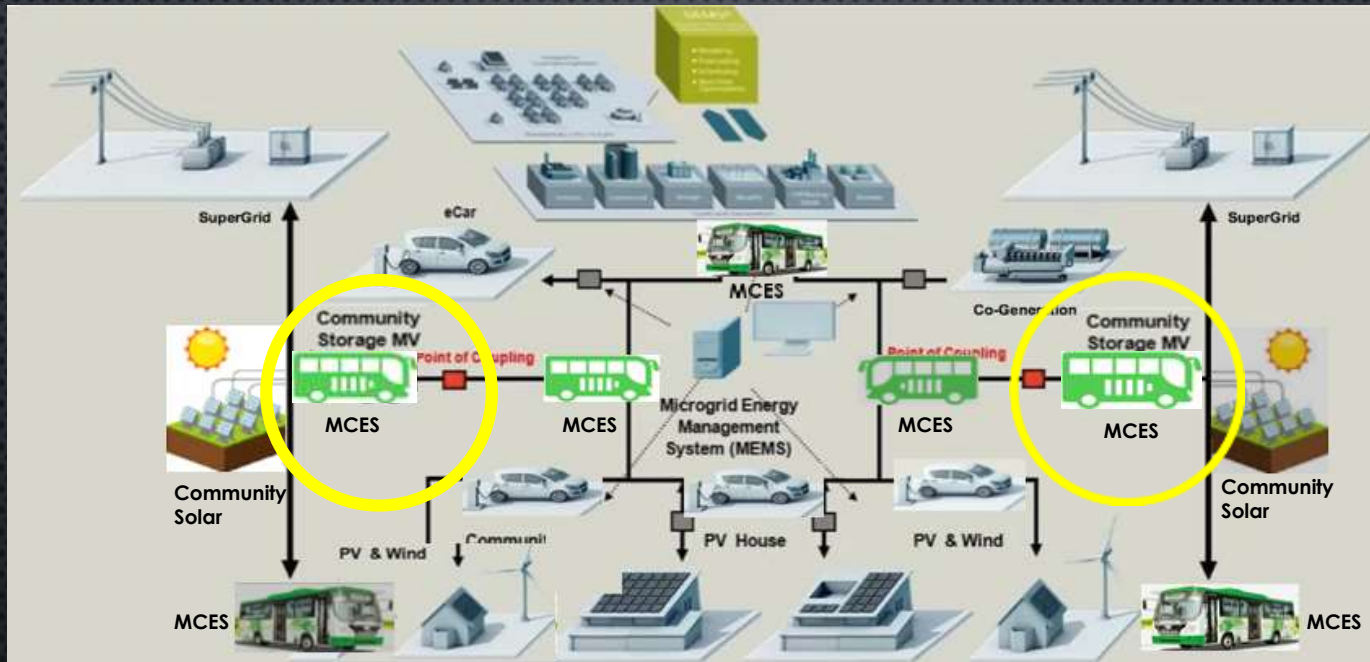 SuperGrid
eCar
SuperGrid
MCES
Co-Generation
Community
Storage MV
Point of Coupling
MCES
MCES
Community
Storage MV
Point of Coupling
MCES
MCES
Microgrid Energy
Management
System (MEMS)
Community
Solar
Community
Solar
PV & Wind
PV House
PV & Wind
MCES
MCES